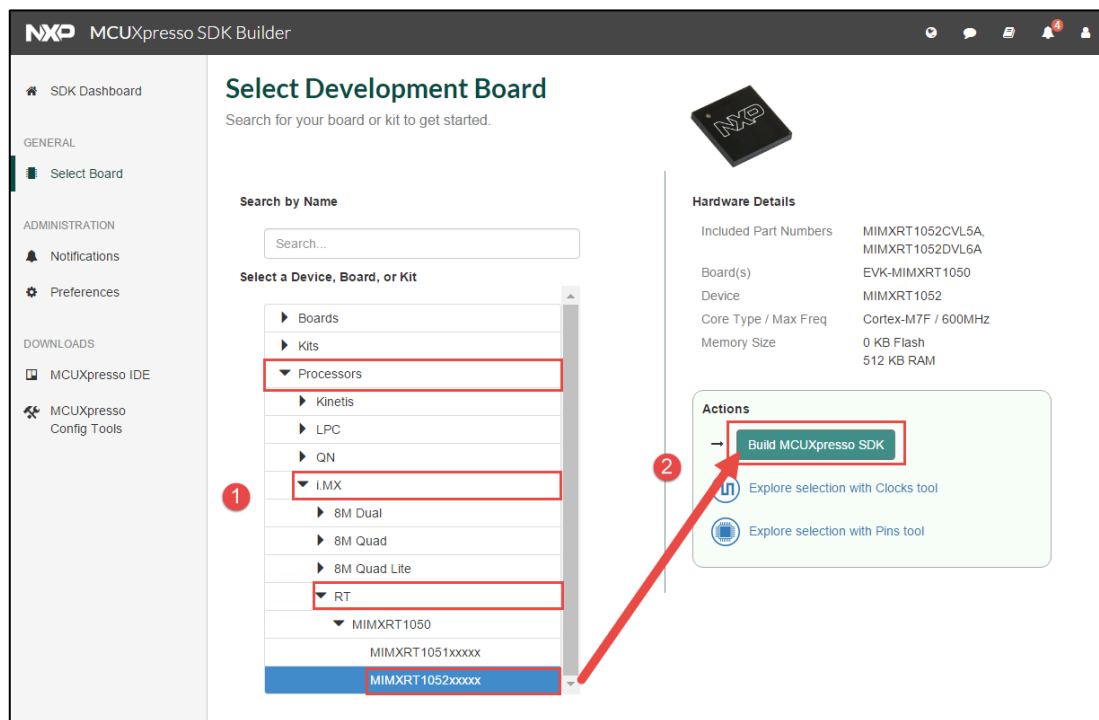 NXP MCUXpresso SDK Builder
4
SDK Dashboard
GENERAL
Select Board
ADMINISTRATION
Notifications
Preferences
DOWNLOADS
MCUXpresso IDE
MCUXpresso
Config Tools
Select Development Board
Search for your board or kit to get started.
Search by Name
Search...
Select a Device, Board, or Kit
Boards
Kits
Processors
Kinetis
LPC
QN
i.MX
8M Dual
8M Quad
8M Quad Lite
RT
MIMXRT1050
MIMXRT1051xxxxx
MIMXRT1052xxxxx
1
NXP
Hardware Details
Included Part Numbers MIMXRT1052CVL5A,
MIMXRT1052DVL6A
Board(s) EVK-MIMXRT1050
Device MIMXRT1052
Core Type / Max Freq Cortex-M7F / 600MHz
Memory Size 0 KB Flash
512 KB RAM
Actions
Build MCUXpresso SDK
2
Explore selection with Clocks tool
Explore selection with Pins tool